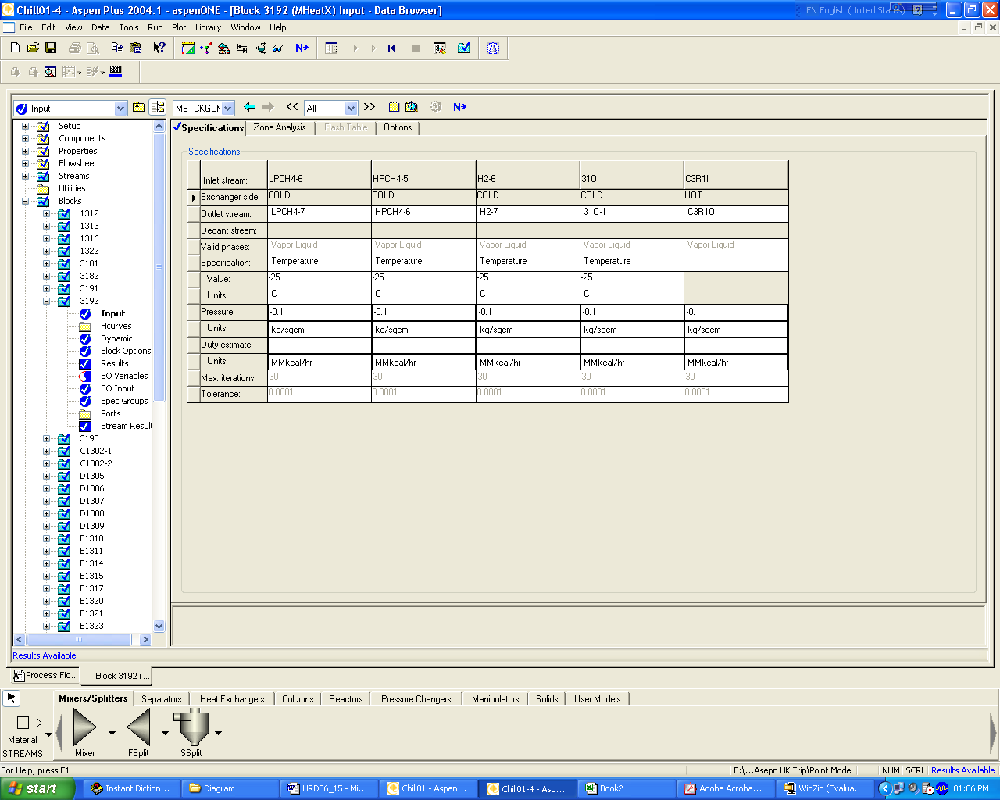 Chill01-4 - Aspen Plus 2004.1 - aspenONE - [Block 3192 (MHeatX) Input - Data Browser]
EN English (United States)
File Edit View Data Tools Run Plot Library Window Help
N➔
Input METCKGCM All N➔
Setup
Components
Properties
Flowsheet
Streams
Utilities
Blocks
1312
1313
1316
1322
3181
3182
3191
3192
Input
Hcurves
Dynamic
Block Options
Results
EO Variables
EO Input
Spec Groups
Ports
Stream Result
3193
C1302-1
C1302-2
D1305
D1306
D1307
D1308
D1309
E1310
E1311
E1314
E1315
E1317
E1320
E1321
E1323
Specifications Zone Analysis Flash Table Options
Specifications
Inlet stream: LPCH4-6 HPCH4-5 H2-6 310 C3R1I
Exchanger side: COLD COLD COLD COLD HOT
Outlet stream: LPCH4-7 HPCH4-6 H2-7 310-1 C3R1O
Decant stream:
Valid phases: Vapor-Liquid Vapor-Liquid Vapor-Liquid Vapor-Liquid Vapor-Liquid
Specification: Temperature Temperature Temperature Temperature
Value: -25 -25 -25 -25
Units: C C C C
Pressure: -0.1 -0.1 -0.1 -0.1 -0.1
Units: kg/sqcm kg/sqcm kg/sqcm kg/sqcm kg/sqcm
Duty estimate:
Units: MMkcal/hr MMkcal/hr MMkcal/hr MMkcal/hr MMkcal/hr
Max. iterations: 30 30 30 30 30
Tolerance: 0.0001 0.0001 0.0001 0.0001 0.0001
Results Available
Process Flo... Block 3192 (...
Mixers/Splitters Separators Heat Exchangers Columns Reactors Pressure Changers Manipulators Solids User Models
Material
STREAMS
Mixer FSplit SSplit
For Help, press F1 E:\...Asepn UK Trip\Point Model NUM SCRL Results Available
start Instant Diction... Diagram HRD06_15 - Mi... Chill01 - Aspen... Chill01-4 - Asp... Book2 Adobe Acroba... WinZip (Evalua... 01:06 PM